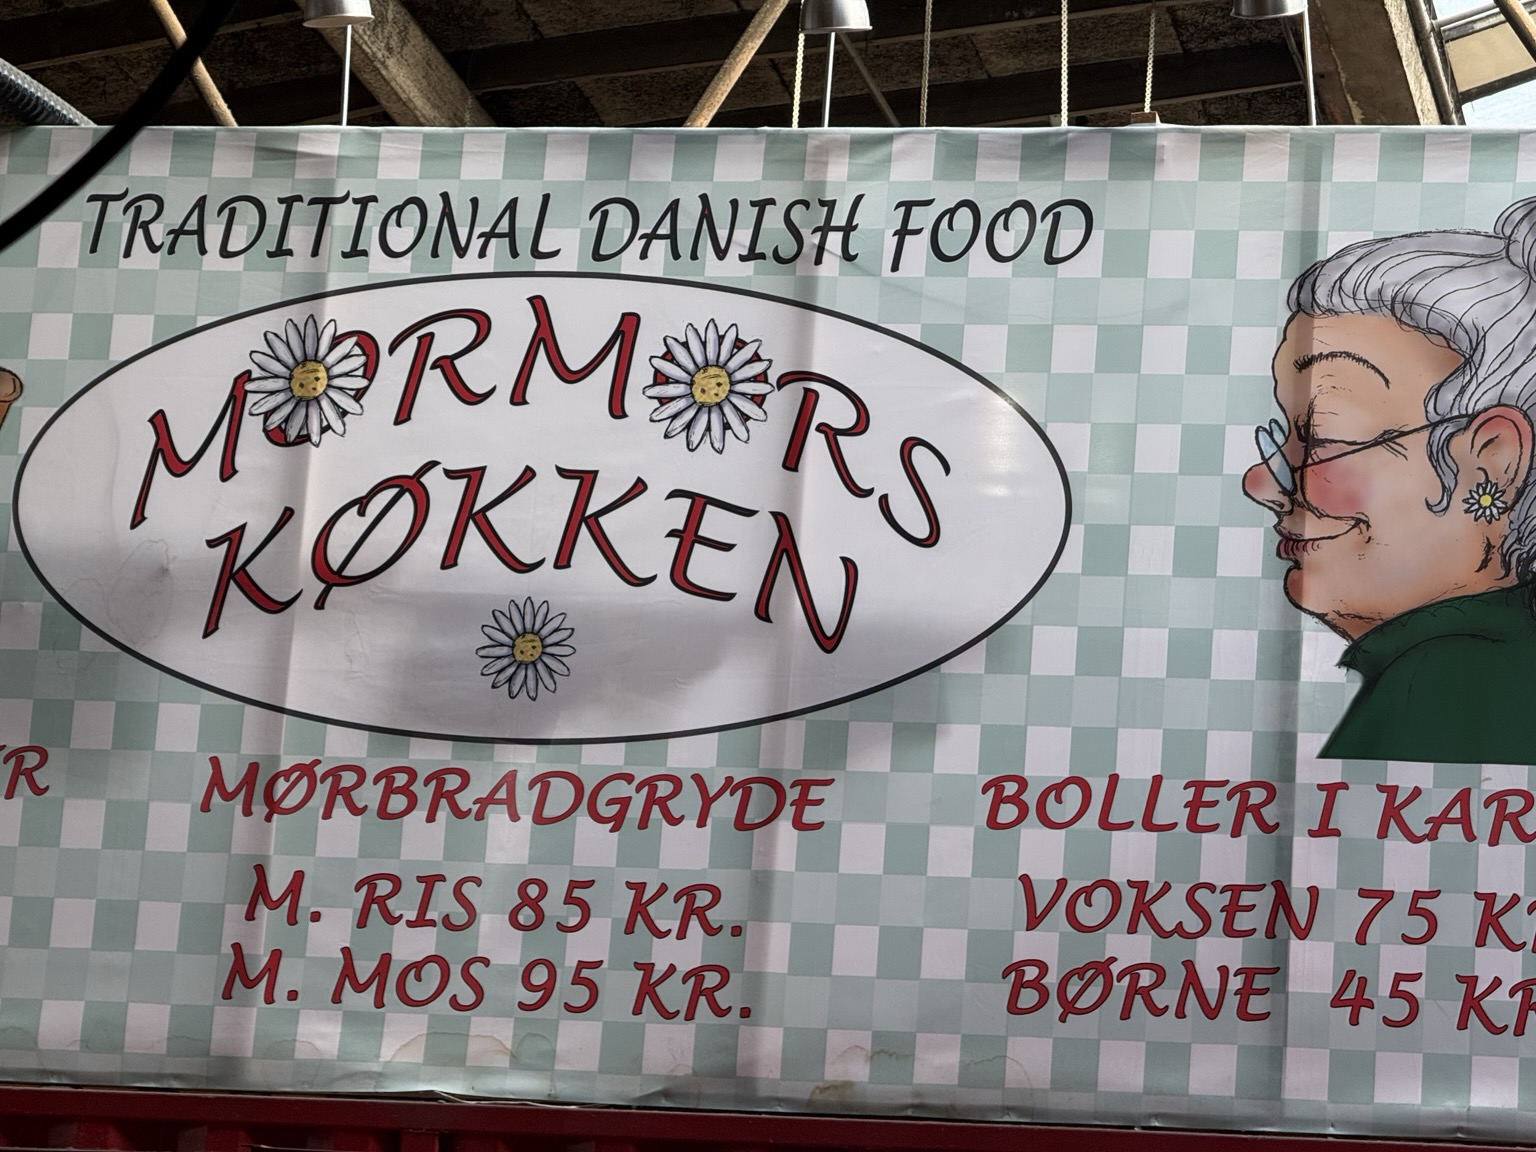 TRADITIONAL DANISH FOOD
MORMORS
KØKKEN
MØRBRADGRYDE
M. RIS 85 KR.
M. MOS 95 KR.
BOLLER I KAR
VOKSEN 75 KR
BØRNE 45 KR